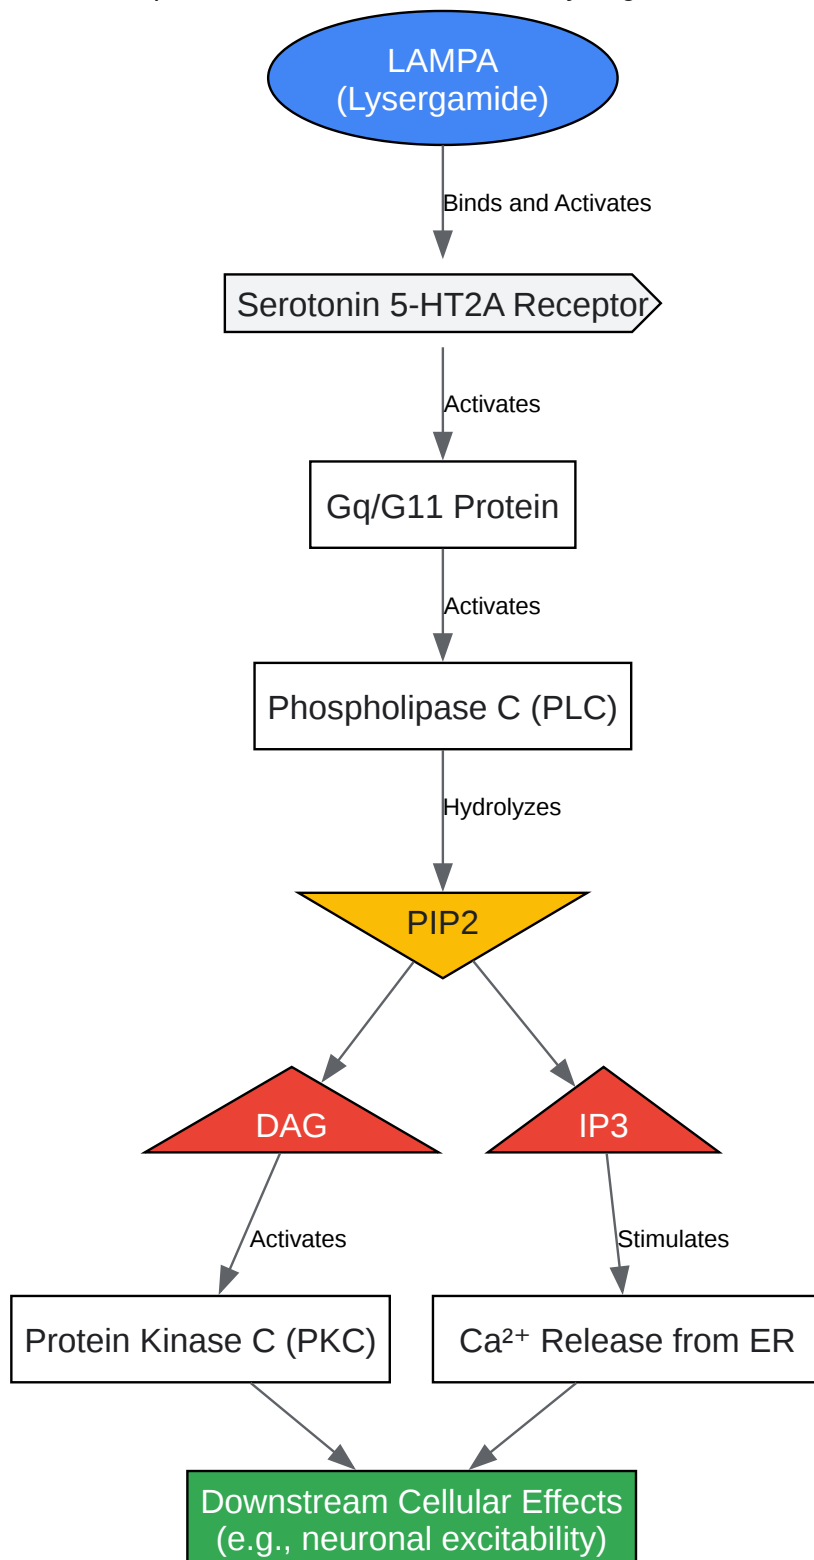 LAMPA
(Lysergamide)
Binds and Activates
Serotonin 5-HT2A Receptor
Activates
Gq/G11 Protein
Activates
Phospholipase C (PLC)
Hydrolyzes
PIP2
DAG
IP3
Activates
Stimulates
Protein Kinase C (PKC)
Ca²⁺ Release from ER
Downstream Cellular Effects
(e.g., neuronal excitability)